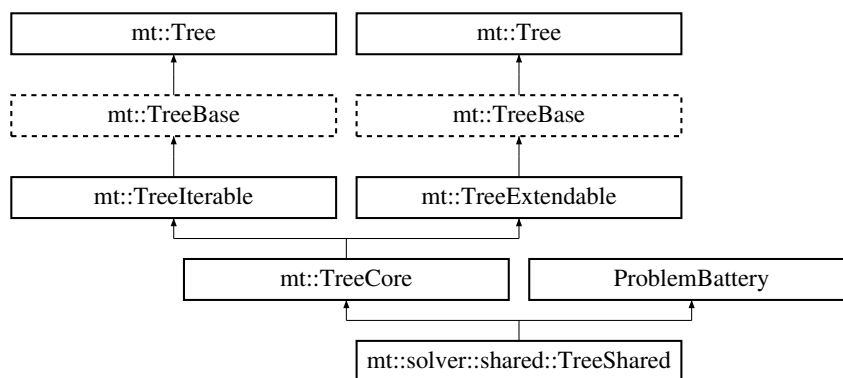 mt::Tree
mt::Tree
mt::TreeBase
mt::TreeBase
mt::TreeIterable
mt::TreeExtendable
mt::TreeCore
ProblemBattery
mt::solver::shared::TreeShared